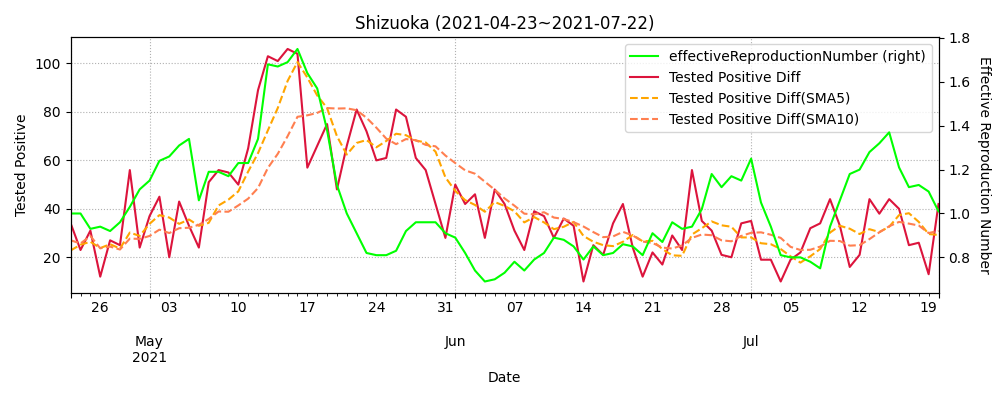 Shizuoka (2021-04-23~2021-07-22)
effectiveReproductionNumber (right)
Tested Positive Diff
Tested Positive Diff(SMA5)
Tested Positive Diff(SMA10)
Tested Positive
100
80
60
40
20
1.8
1.6
1.4
1.2
1.0
0.8
Effective Reproduction Number
26 03 10 17 24 31 07 14 21 28 05 12 19
May Jun Jul
2021
Date